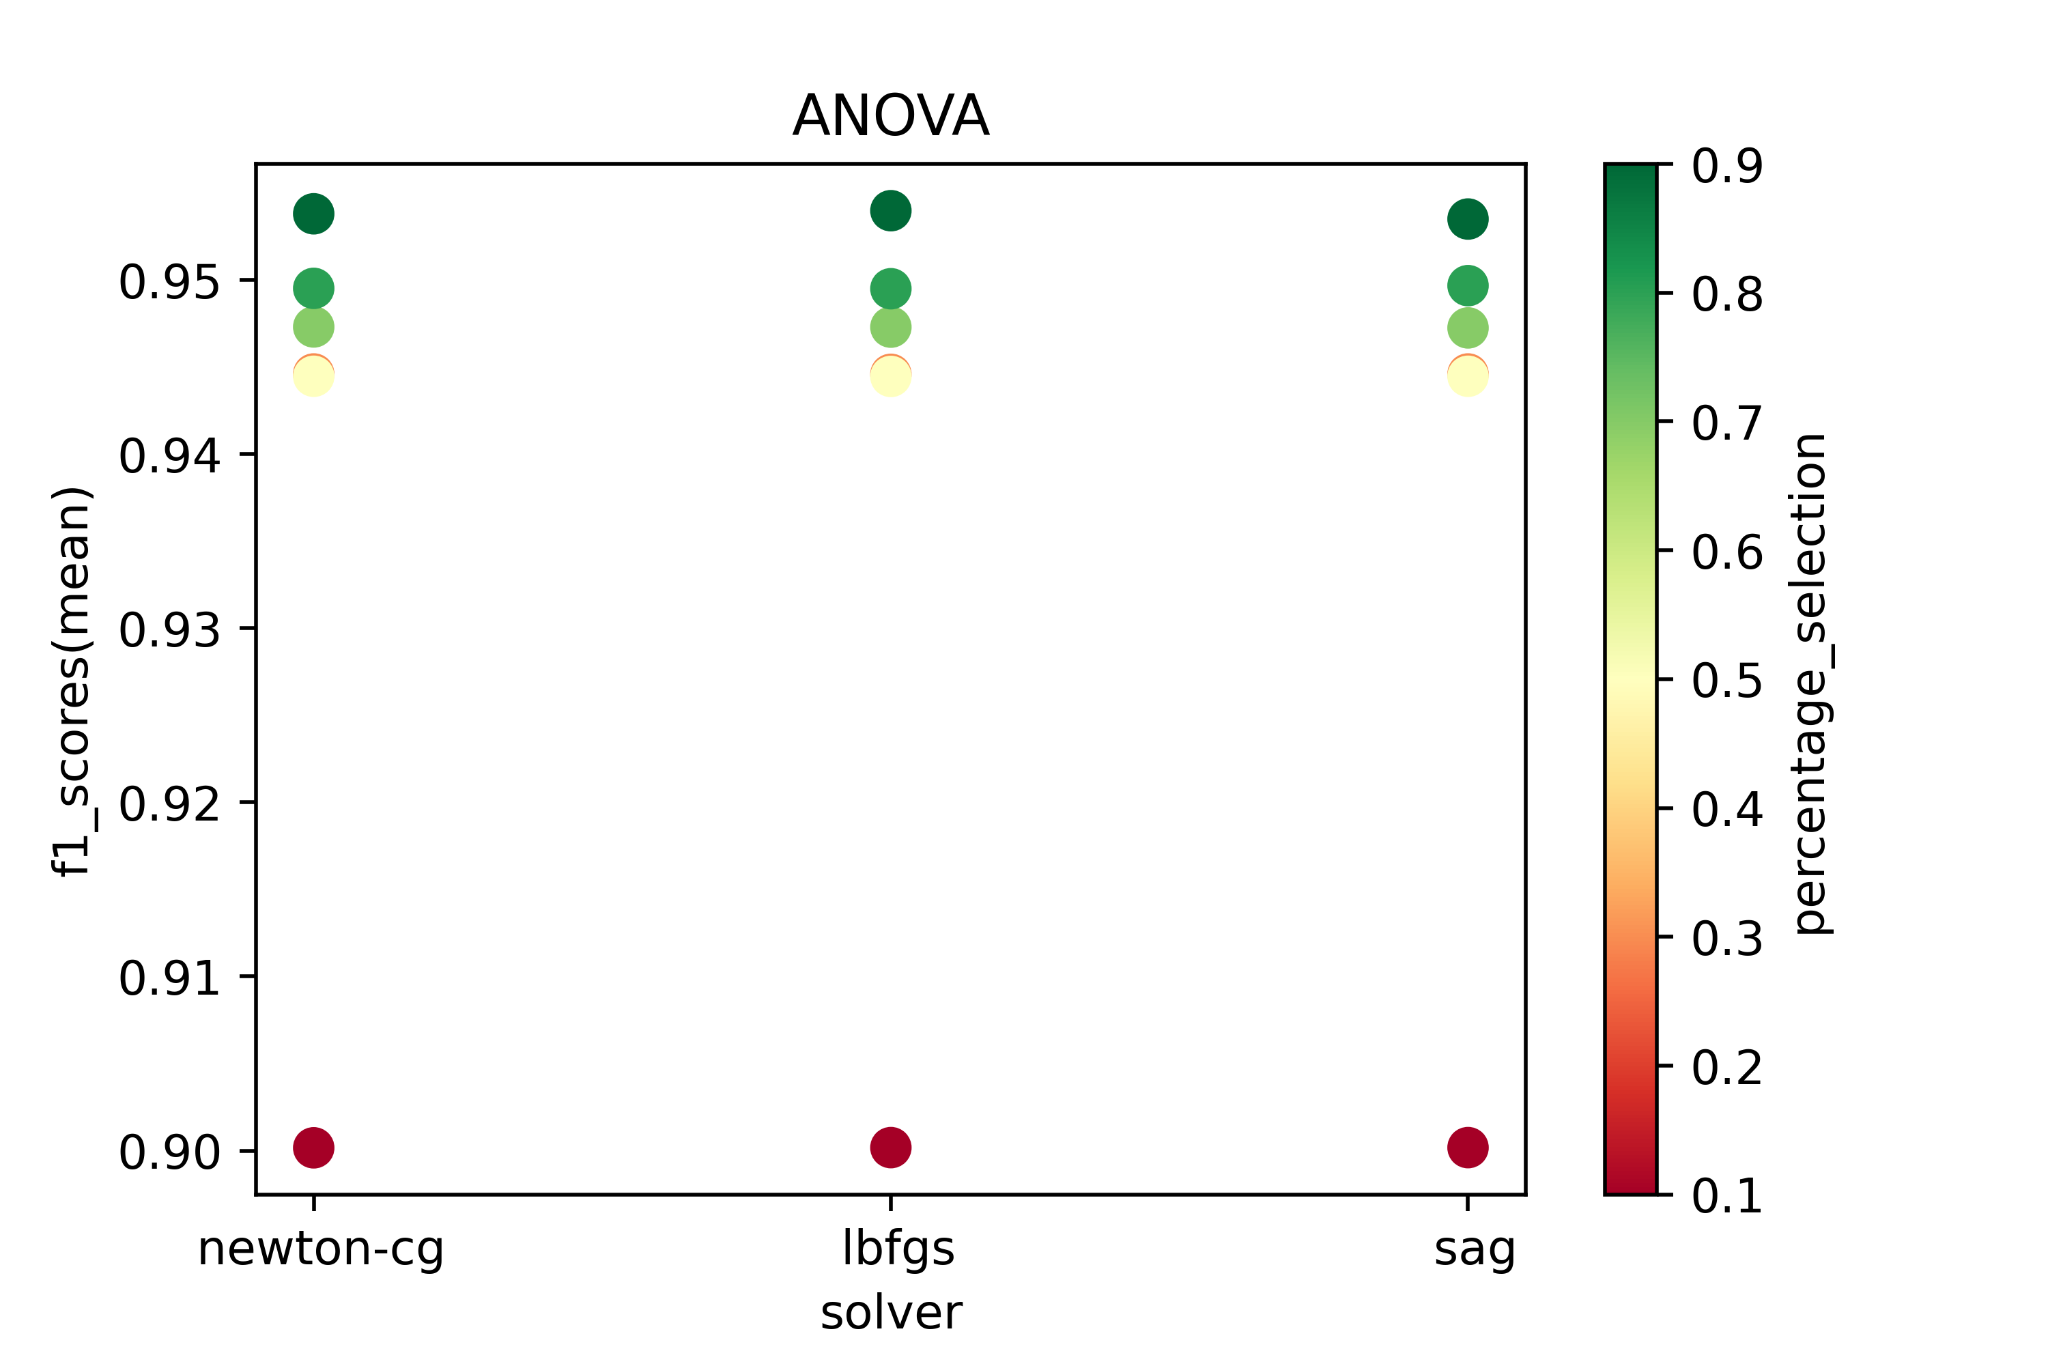 ANOVA
f1_scores(mean)
0.95
0.94
0.93
0.92
0.91
0.90
newton-cg
lbfgs
sag
solver
0.9
0.8
0.7
0.6
0.5
0.4
0.3
0.2
0.1
percentage_selection